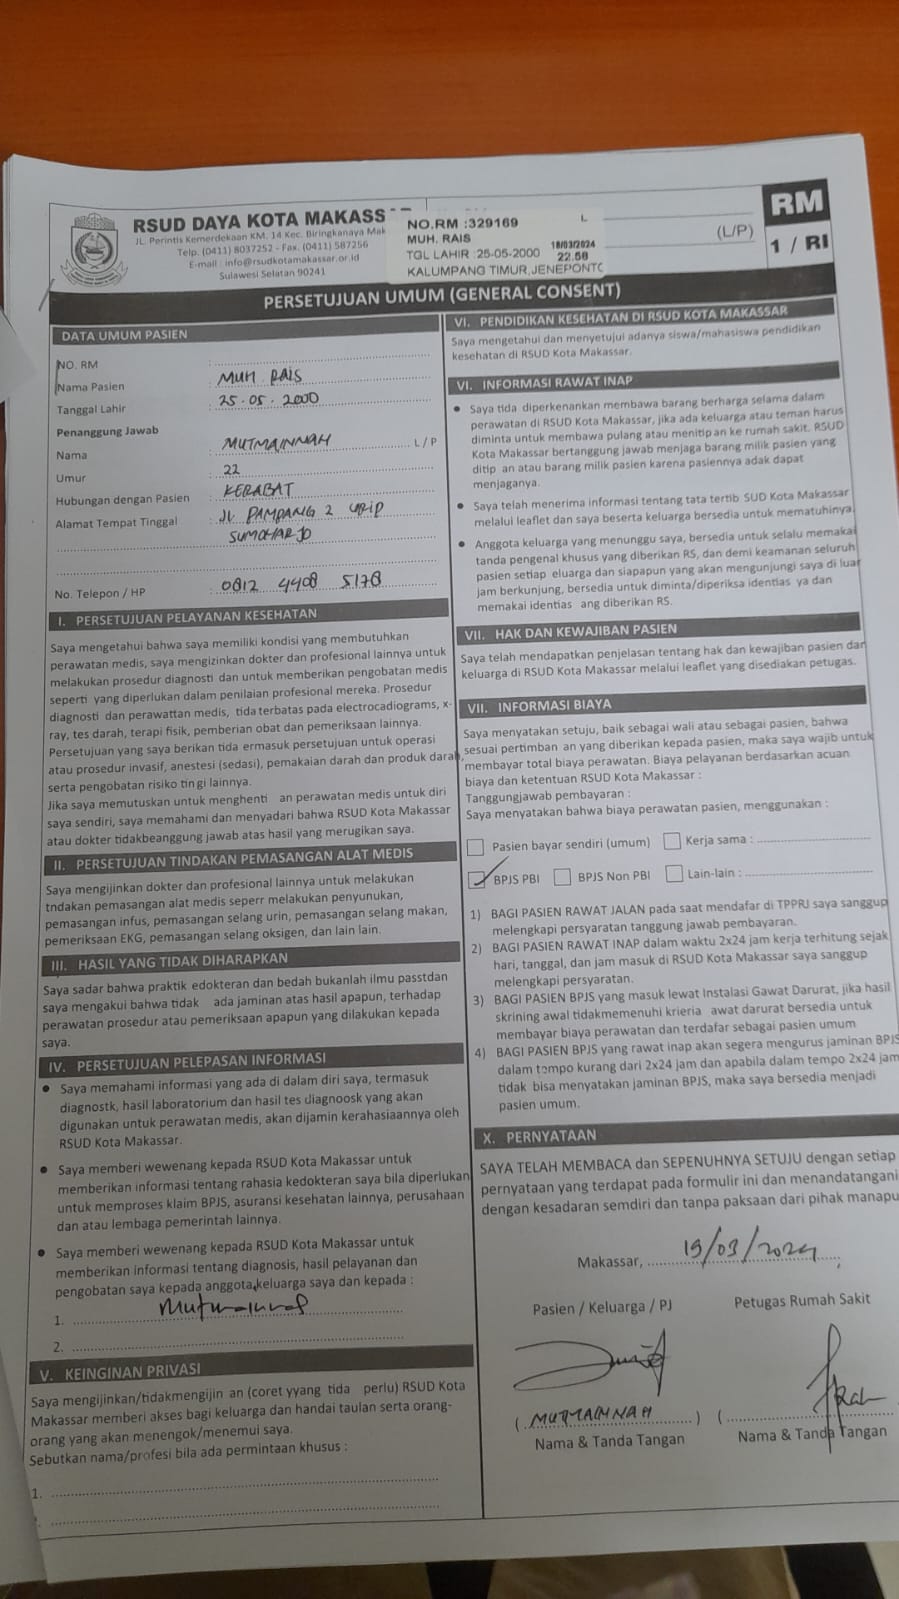 RSUD DAYA KOTA MAKASS
JL. Perintis Kemerdekaan KM. 14 Kec. Biringkanaya Mak
Telp. (0411) 8037252 - Fax. (0411) 587256
E-mail : info@rsudkotamakassar.or.id
Sulawesi Selatan 90241
NO.RM :329169 L
MUH. RAIS 18/03/2024
TGL LAHIR :25-05-2000 22.58
KALUMPANG TIMUR,JENEPONTO
(L/P)
RM
1 / RI
PERSETUJUAN UMUM (GENERAL CONSENT)
DATA UMUM PASIEN
NO. RM :
Nama Pasien : MUH RAIS
Tanggal Lahir : 25 . 05 . 2000
Penanggung Jawab
Nama : MUTMAINNAH L / P
Umur : 22
Hubungan dengan Pasien : KERABAT
Alamat Tempat Tinggal : Jl. PAMPANG 2 URIP
SUMOHARJO
No. Telepon / HP : 0812 4408 5178
I. PERSETUJUAN PELAYANAN KESEHATAN
Saya mengetahui bahwa saya memiliki kondisi yang membutuhkan
perawatan medis, saya mengizinkan dokter dan profesional lainnya untuk
melakukan prosedur diagnosti dan untuk memberikan pengobatan medis
seperti yang diperlukan dalam penilaian profesional mereka. Prosedur
diagnosti dan perawattan medis, tida terbatas pada electrocadiograms, x-
ray, tes darah, terapi fisik, pemberian obat dan pemeriksaan lainnya.
Persetujuan yang saya berikan tida ermasuk persetujuan untuk operasi
atau prosedur invasif, anestesi (sedasi), pemakaian darah dan produk darah,
serta pengobatan risiko tin gi lainnya.
Jika saya memutuskan untuk menghenti an perawatan medis untuk diri
saya sendiri, saya memahami dan menyadari bahwa RSUD Kota Makassar
atau dokter tidakbeanggung jawab atas hasil yang merugikan saya.
II. PERSETUJUAN TINDAKAN PEMASANGAN ALAT MEDIS
Saya mengijinkan dokter dan profesional lainnya untuk melakukan
tndakan pemasangan alat medis seperr melakukan penyunukan,
pemasangan infus, pemasangan selang urin, pemasangan selang makan,
pemeriksaan EKG, pemasangan selang oksigen, dan lain lain.
III. HASIL YANG TIDAK DIHARAPKAN
Saya sadar bahwa praktik edokteran dan bedah bukanlah ilmu passtdan
saya mengakui bahwa tidak ada jaminan atas hasil apapun, terhadap
perawatan prosedur atau pemeriksaan apapun yang dilakukan kepada
saya.
IV. PERSETUJUAN PELEPASAN INFORMASI
• Saya memahami informasi yang ada di dalam diri saya, termasuk
diagnostk, hasil laboratorium dan hasil tes diagnoosk yang akan
digunakan untuk perawatan medis, akan dijamin kerahasiaannya oleh
RSUD Kota Makassar.
• Saya memberi wewenang kepada RSUD Kota Makassar untuk
memberikan informasi tentang rahasia kedokteran saya bila diperlukan
untuk memproses klaim BPJS, asuransi kesehatan lainnya, perusahaan
dan atau lembaga pemerintah lainnya.
• Saya memberi wewenang kepada RSUD Kota Makassar untuk
memberikan informasi tentang diagnosis, hasil pelayanan dan
pengobatan saya kepada anggota keluarga saya dan kepada :
1.
2.
V. KEINGINAN PRIVASI
Saya mengijinkan/tidakmengijin an (coret yyang tida perlu) RSUD Kota
Makassar memberi akses bagi keluarga dan handai taulan serta orang-
orang yang akan menengok/menemui saya.
Sebutkan nama/profesi bila ada permintaan khusus :
1.
VI. PENDIDIKAN KESEHATAN DI RSUD KOTA MAKASSAR
Saya mengetahui dan menyetujui adanya siswa/mahasiswa pendidikan
kesehatan di RSUD Kota Makassar.
VI. INFORMASI RAWAT INAP
• Saya tida diperkenankan membawa barang berharga selama dalam
perawatan di RSUD Kota Makassar, jika ada keluarga atau teman harus
diminta untuk membawa pulang atau menitip an ke rumah sakit. RSUD
Kota Makassar bertanggung jawab menjaga barang milik pasien yang
ditip an atau barang milik pasien karena pasiennya adak dapat
menjaganya.
• Saya telah menerima informasi tentang tata tertib SUD Kota Makassar
melalui leaflet dan saya beserta keluarga bersedia untuk mematuhinya.
• Anggota keluarga yang menunggu saya, bersedia untuk selalu memakai
tanda pengenal khusus yang diberikan RS, dan demi keamanan seluruh
pasien setiap eluarga dan siapapun yang akan mengunjungi saya di luar
jam berkunjung, bersedia untuk diminta/diperiksa identias ya dan
memakai identias ang diberikan RS.
VII. HAK DAN KEWAJIBAN PASIEN
Saya telah mendapatkan penjelasan tentang hak dan kewajiban pasien dar
keluarga di RSUD Kota Makassar melalui leaflet yang disediakan petugas.
VII. INFORMASI BIAYA
Saya menyatakan setuju, baik sebagai wali atau sebagai pasien, bahwa
sesuai pertimban an yang diberikan kepada pasien, maka saya wajib untuk
membayar total biaya perawatan. Biaya pelayanan berdasarkan acuan
biaya dan ketentuan RSUD Kota Makassar :
Tanggungjawab pembayaran :
Saya menyatakan bahwa biaya perawatan pasien, menggunakan :
Pasien bayar sendiri (umum) Kerja sama :
BPJS PBI BPJS Non PBI Lain-lain :
1) BAGI PASIEN RAWAT JALAN pada saat mendafar di TPPRJ saya sanggup
melengkapi persyaratan tanggung jawab pembayaran.
2) BAGI PASIEN RAWAT INAP dalam waktu 2x24 jam kerja terhitung sejak
hari, tanggal, dan jam masuk di RSUD Kota Makassar saya sanggup
melengkapi persyaratan.
3) BAGI PASIEN BPJS yang masuk lewat Instalasi Gawat Darurat, jika hasil
skrining awal tidakmemenuhi krieria awat darurat bersedia untuk
membayar biaya perawatan dan terdafar sebagai pasien umum
4) BAGI PASIEN BPJS yang rawat inap akan segera mengurus jaminan BPJS
dalam tempo kurang dari 2x24 jam dan apabila dalam tempo 2x24 jam
tidak bisa menyatakan jaminan BPJS, maka saya bersedia menjadi
pasien umum.
X. PERNYATAAN
SAYA TELAH MEMBACA dan SEPENUHNYA SETUJU dengan setiap
pernyataan yang terdapat pada formulir ini dan menandatangani
dengan kesadaran semdiri dan tanpa paksaan dari pihak manapu
Makassar, 19/03/2024
Pasien / Keluarga / PJ Petugas Rumah Sakit
( MUTMAINNAH ) (
Nama & Tanda Tangan Nama & Tanda Tangan